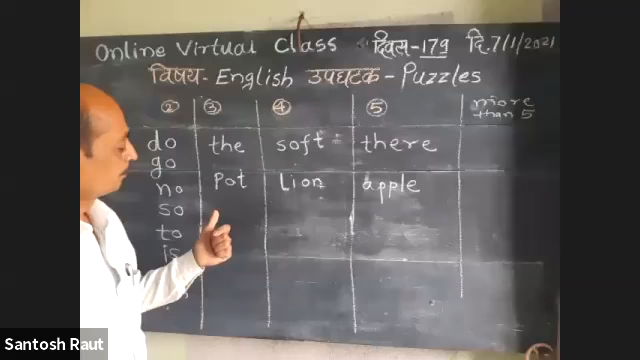 Online Virtual Class दिवस-179 दि.7/1/2021
विषय- English उपघटक - Puzzles
② ③ ④ ⑤ more than 5
do the soft there
go
no Pot Lion apple
so
to
is
Santosh Raut